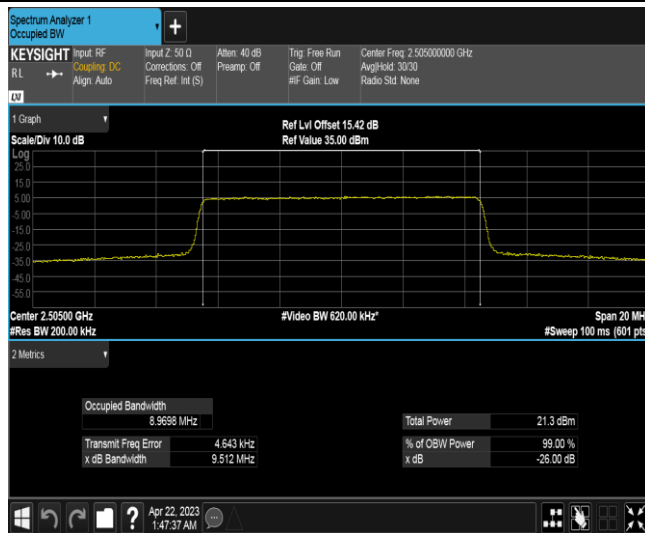 Spectrum Analyzer 1
Occupied BW
KEYSIGHT
RL
Input: RF
Coupling: DC
Align: Auto
Input Z: 50 Ω
Corrections: Off
Freq Ref: Int (S)
Atten: 40 dB
Preamp: Off
Trig: Free Run
Gate: Off
#IF Gain: Low
Center Freq: 2.505000000 GHz
Avg|Hold: 30/30
Radio Std: None
LXI
1 Graph
Scale/Div 10.0 dB
Ref Lvl Offset 15.42 dB
Ref Value 35.00 dBm
Log
25.0
15.0
5.00
-5.00
-15.0
-25.0
-35.0
-45.0
-55.0
Center 2.50500 GHz
#Video BW 620.00 kHz*
Span 20 MH
#Res BW 200.00 kHz
#Sweep 100 ms (601 pts
2 Metrics
Occupied Bandwidth
8.9698 MHz
Total Power 21.3 dBm
Transmit Freq Error 4.643 kHz
% of OBW Power 99.00 %
x dB Bandwidth 9.512 MHz
x dB -26.00 dB
?
Apr 22, 2023
1:47:37 AM